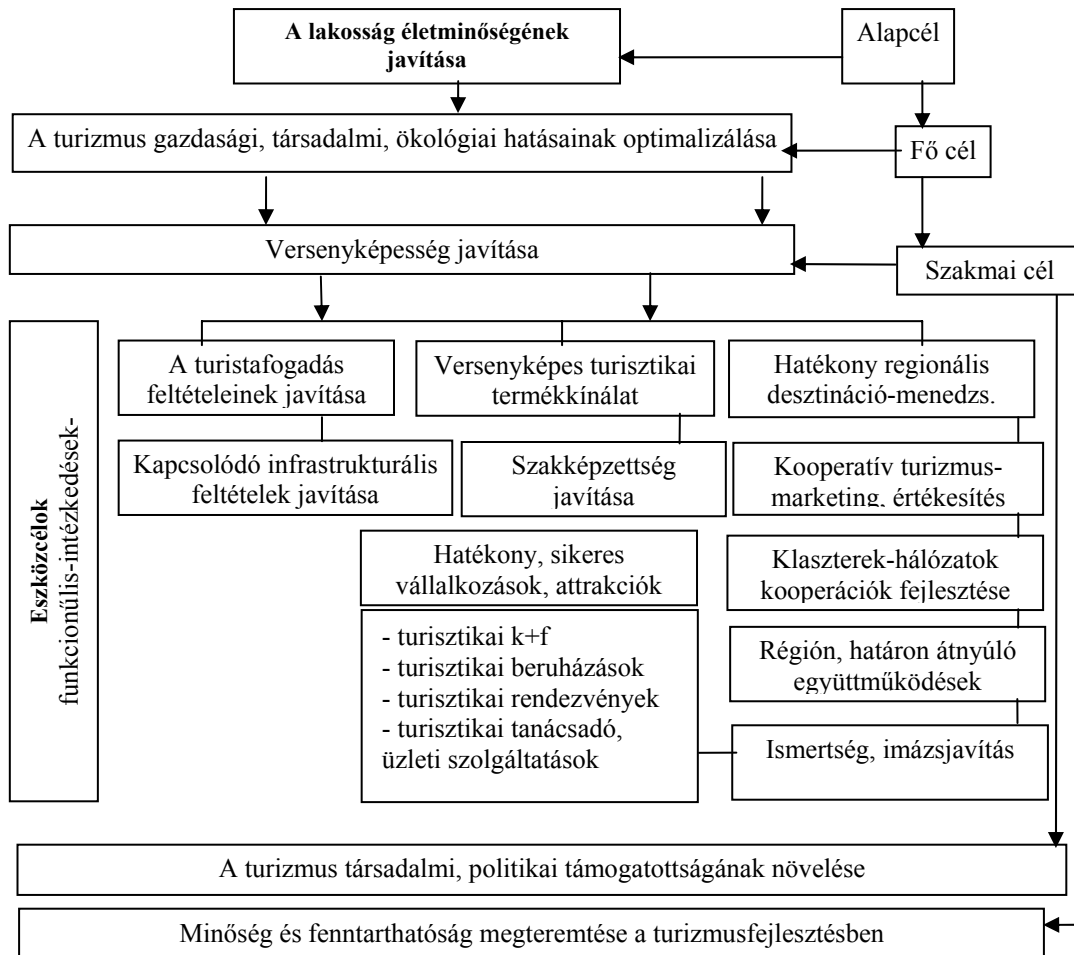 A lakosság életminőségének
javítása
Alapcél
A turizmus gazdasági, társadalmi, ökológiai hatásainak optimalizálása
Fő cél
Versenyképesség javítása
Szakmai cél
Eszközcélok
funkcionűlis-intézkedések-
A turistafogadás
feltételeinek javítása
Versenyképes turisztikai
termékkínálat
Hatékony regionális
desztináció-menedzs.
Kapcsolódó infrastrukturális
feltételek javítása
Szakképzettség
javítása
Kooperatív turizmus-
marketing, értékesítés
Hatékony, sikeres
vállalkozások, attrakciók
Klaszterek-hálózatok
kooperációk fejlesztése
- turisztikai k+f
- turisztikai beruházások
- turisztikai rendezvények
- turisztikai tanácsadó,
üzleti szolgáltatások
Régión, határon átnyúló
együttműködések
Ismertség, imázsjavítás
A turizmus társadalmi, politikai támogatottságának növelése
Minőség és fenntarthatóság megteremtése a turizmusfejlesztésben